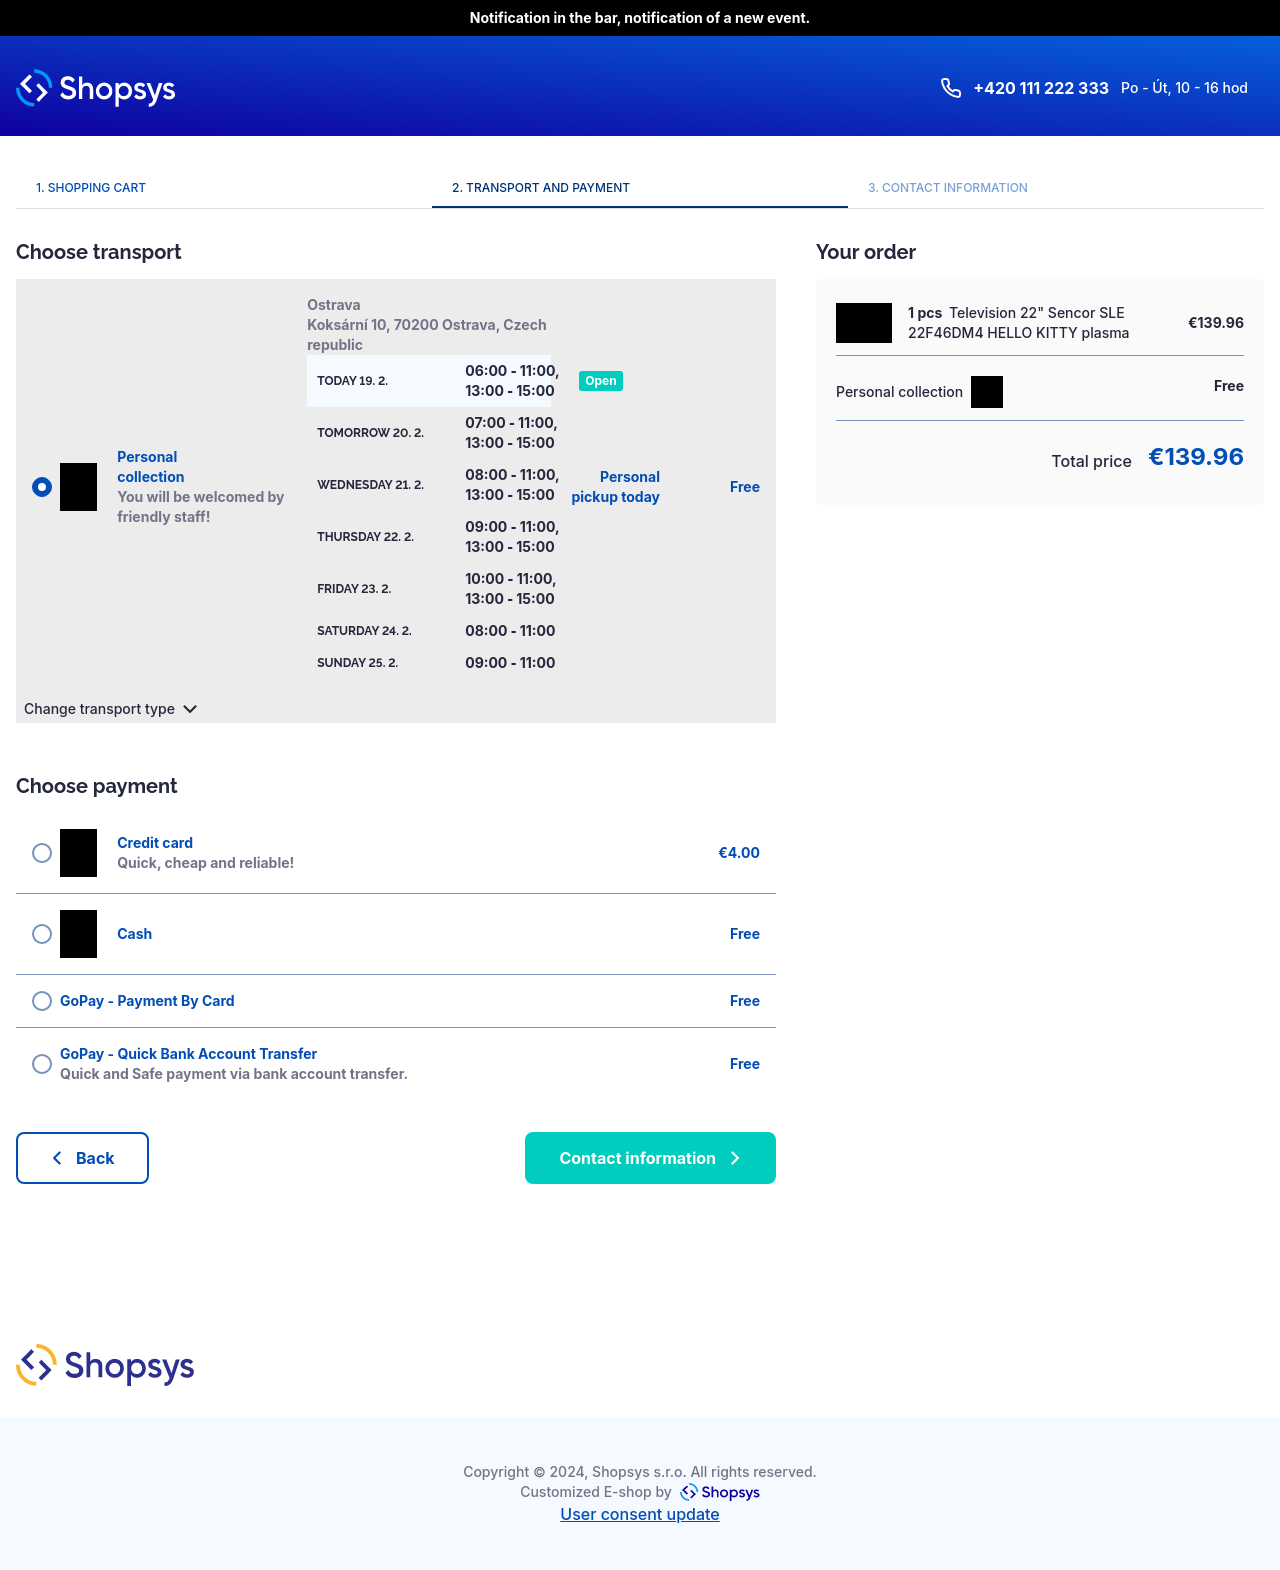 Notification in the bar, notification of a new event.
Shopsys
+420 111 222 333 Po - Út, 10 - 16 hod
1. SHOPPING CART
2. TRANSPORT AND PAYMENT
3. CONTACT INFORMATION
Choose transport
Personal
collection
You will be welcomed by
friendly staff!
Ostrava
Koksární 10, 70200 Ostrava, Czech
republic
TODAY 19. 2.
06:00 - 11:00,
13:00 - 15:00
Open
TOMORROW 20. 2.
07:00 - 11:00,
13:00 - 15:00
WEDNESDAY 21. 2.
08:00 - 11:00,
13:00 - 15:00
THURSDAY 22. 2.
09:00 - 11:00,
13:00 - 15:00
FRIDAY 23. 2.
10:00 - 11:00,
13:00 - 15:00
SATURDAY 24. 2.
08:00 - 11:00
SUNDAY 25. 2.
09:00 - 11:00
Personal
pickup today
Free
Change transport type
Your order
1 pcs Television 22" Sencor SLE
22F46DM4 HELLO KITTY plasma
€139.96
Personal collection
Free
Total price €139.96
Choose payment
Credit card
Quick, cheap and reliable!
€4.00
Cash
Free
GoPay - Payment By Card
Free
GoPay - Quick Bank Account Transfer
Quick and Safe payment via bank account transfer.
Free
Back
Contact information
Shopsys
Copyright © 2024, Shopsys s.r.o. All rights reserved.
Customized E-shop by Shopsys
User consent update